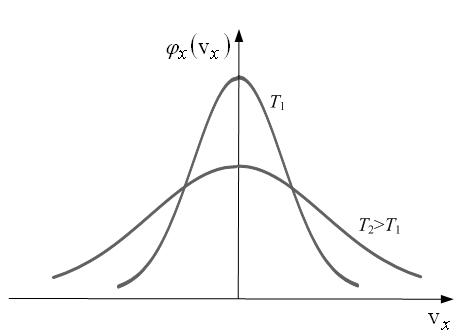 φx(vx)
T1
T2>T1
vx